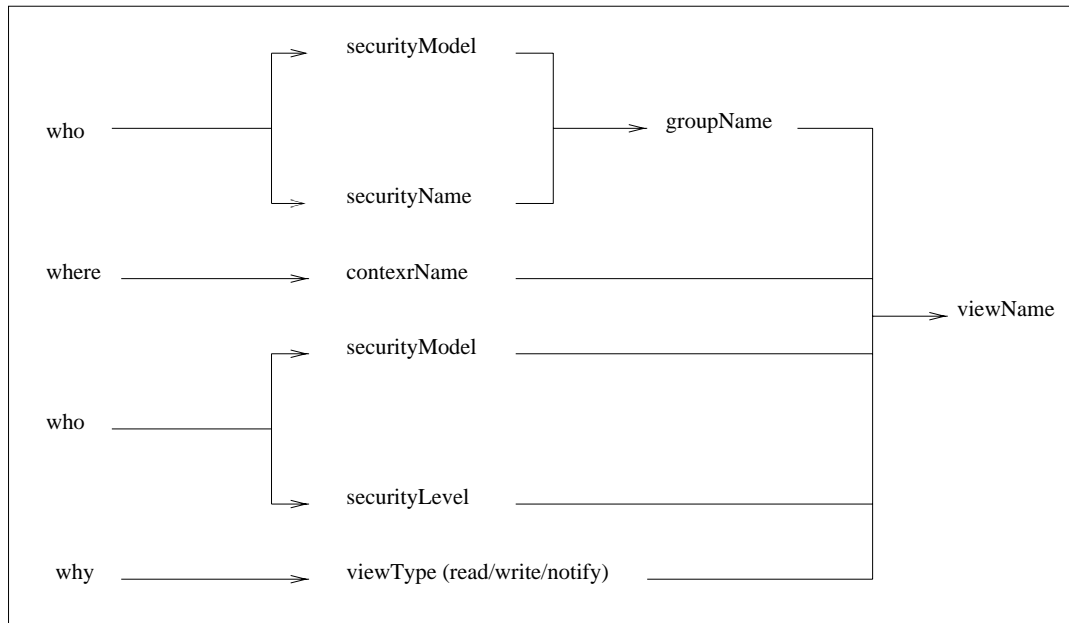 securityModel
who
groupName
securityName
where
contexrName
viewName
securityModel
who
securityLevel
why
viewType (read/write/notify)